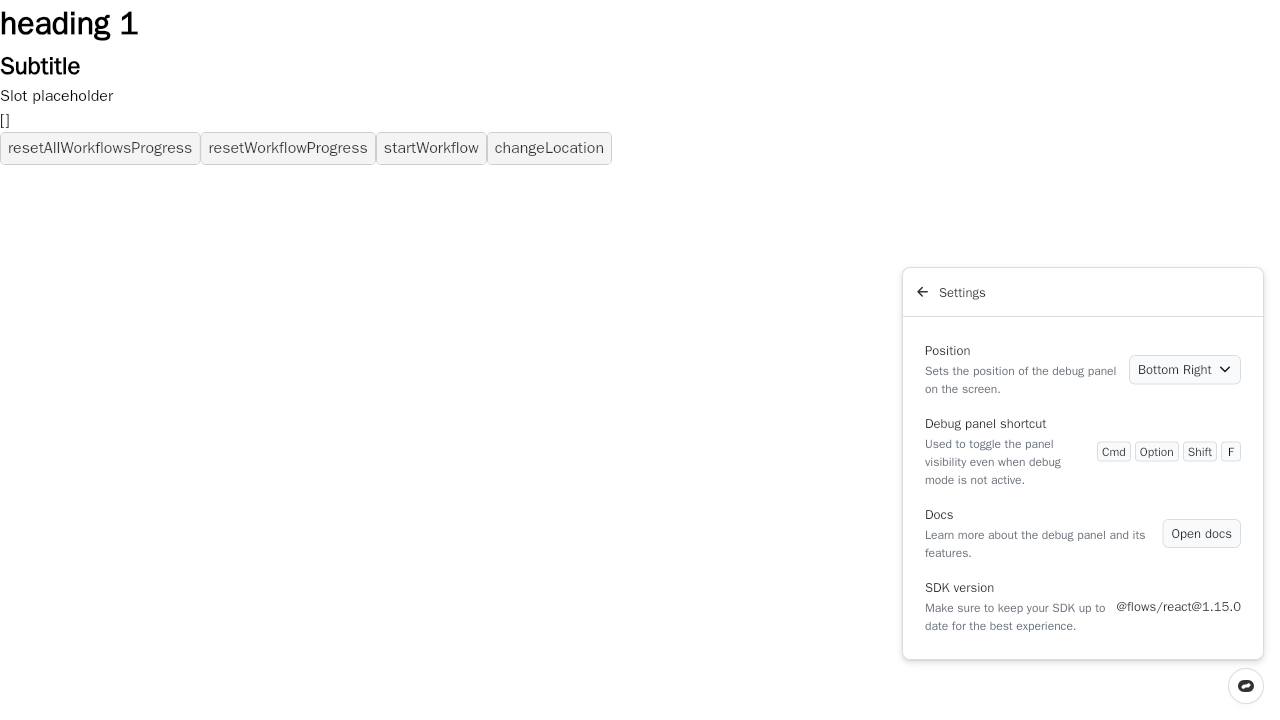 heading 1
Subtitle
Slot placeholder
[]
resetAllWorkflowsProgress resetWorkflowProgress startWorkflow changeLocation
Settings
Position
Sets the position of the debug panel
on the screen.
Bottom Right
Debug panel shortcut
Used to toggle the panel
visibility even when debug
mode is not active.
Cmd Option Shift F
Docs
Learn more about the debug panel and its
features.
Open docs
SDK version
Make sure to keep your SDK up to
date for the best experience.
@flows/react@1.15.0